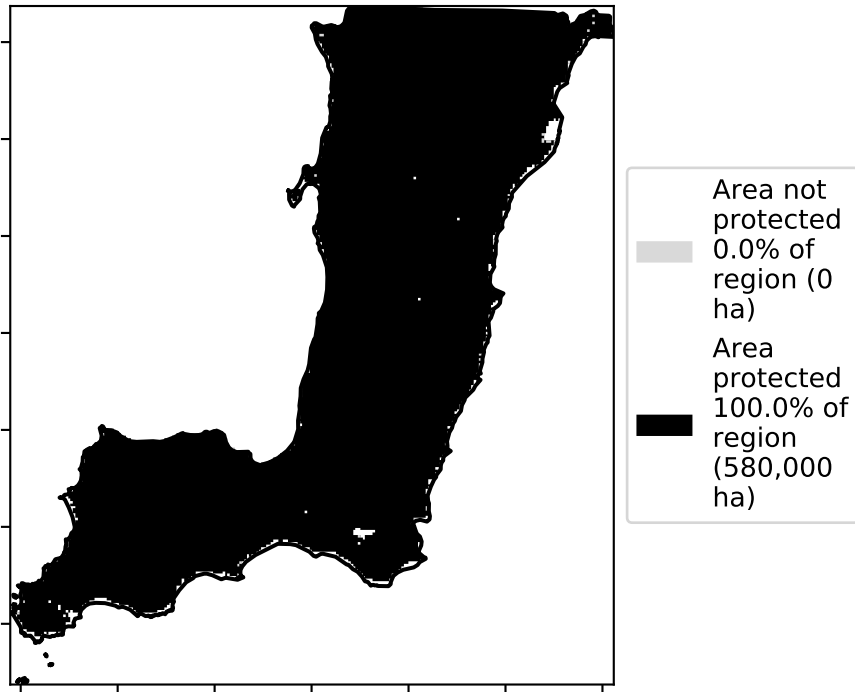 Area not
protected
0.0% of
region (0
ha)
Area
protected
100.0% of
region
(580,000
ha)